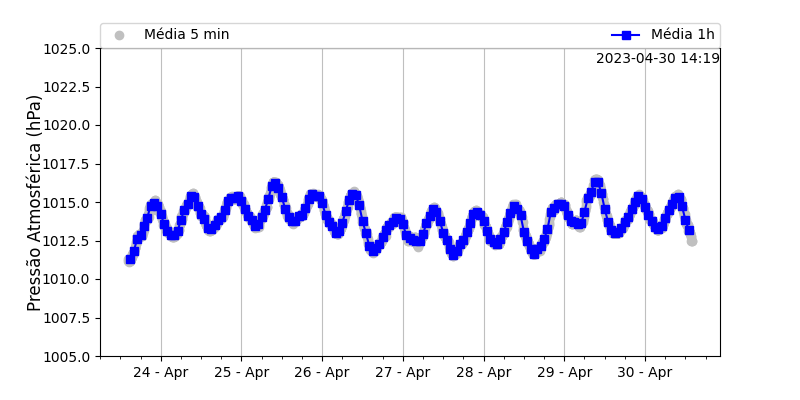 Média 5 min
Média 1h
2023-04-30 14:19
Pressão Atmosférica (hPa)
1025.0
1022.5
1020.0
1017.5
1015.0
1012.5
1010.0
1007.5
1005.0
24 - Apr
25 - Apr
26 - Apr
27 - Apr
28 - Apr
29 - Apr
30 - Apr